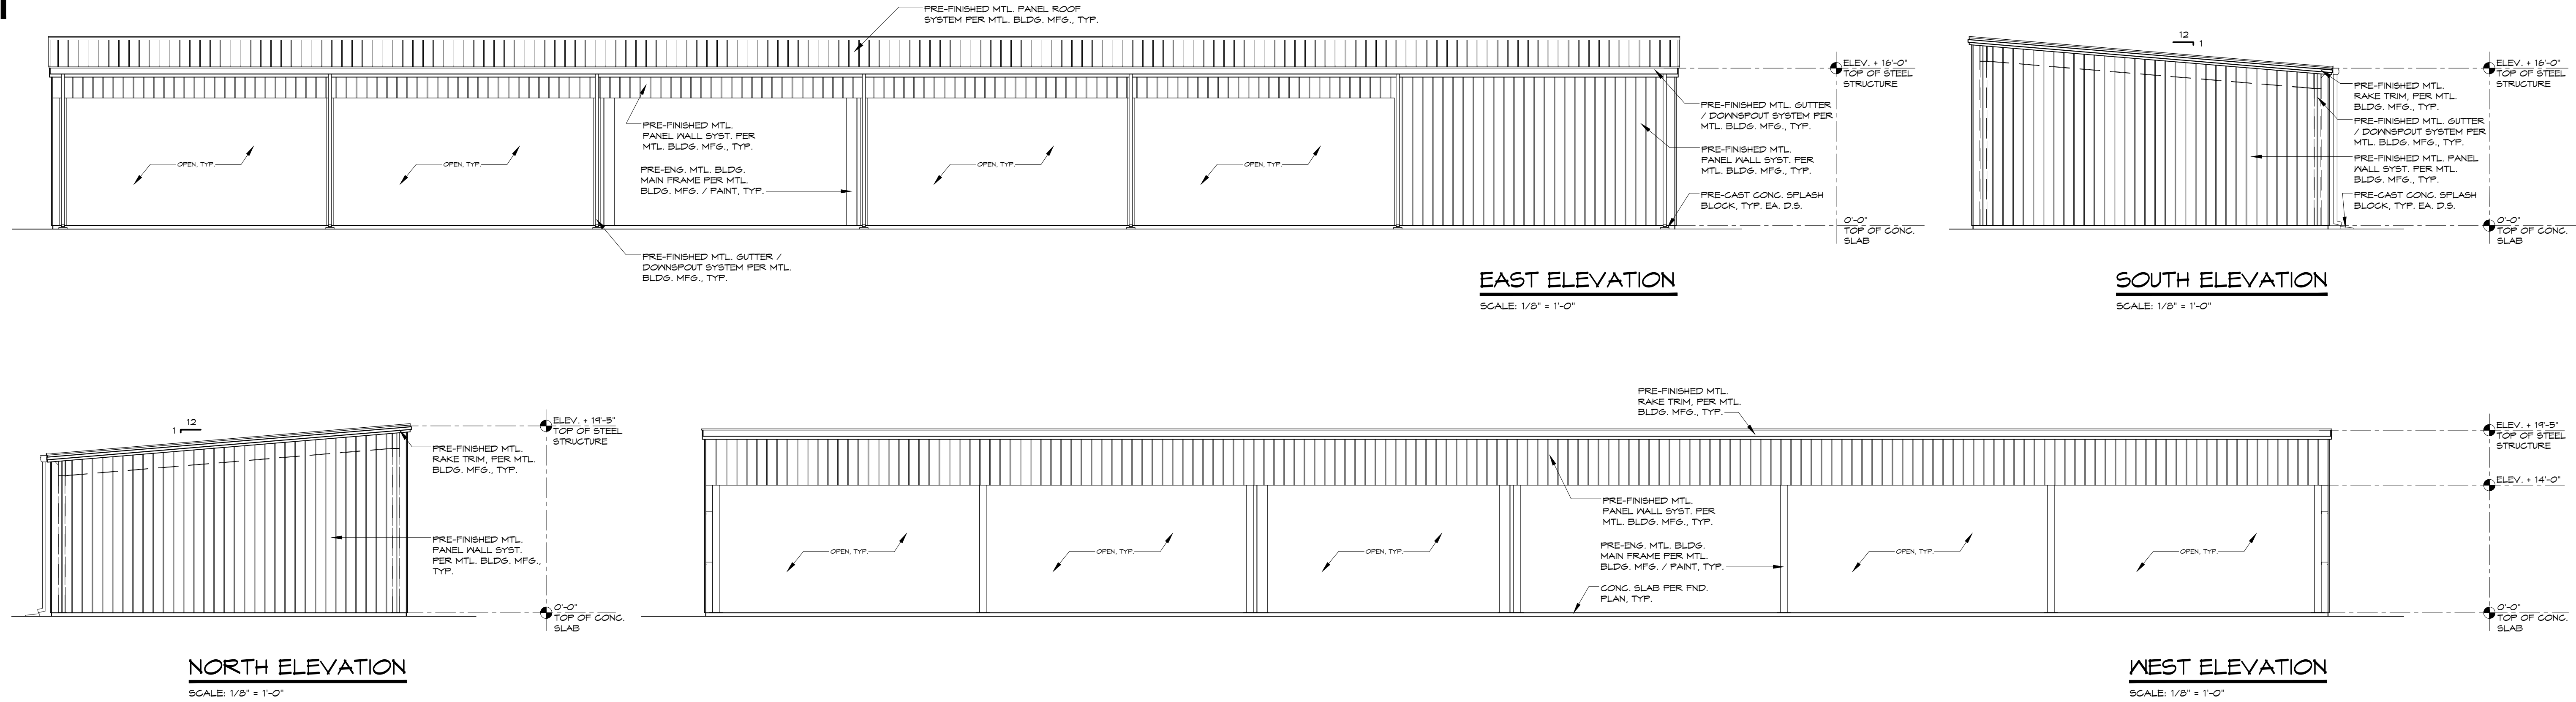 PRE-FINISHED MTL. PANEL ROOF
SYSTEM PER MTL. BLDG. MFG., TYP.
OPEN, TYP.
OPEN, TYP.
PRE-FINISHED MTL.
PANEL WALL SYST. PER
MTL. BLDG. MFG., TYP.
PRE-ENG. MTL. BLDG.
MAIN FRAME PER MTL.
BLDG. MFG. / PAINT, TYP.
OPEN, TYP.
OPEN, TYP.
PRE-FINISHED MTL. GUTTER /
DOWNSPOUT SYSTEM PER MTL.
BLDG. MFG., TYP.
PRE-FINISHED MTL. GUTTER
/ DOWNSPOUT SYSTEM PER
MTL. BLDG. MFG., TYP.
PRE-FINISHED MTL.
PANEL WALL SYST. PER
MTL. BLDG. MFG., TYP.
PRE-CAST CONC. SPLASH
BLOCK, TYP. EA. D.S.
ELEV. + 16'-0"
TOP OF STEEL
STRUCTURE
0'-0"
TOP OF CONC.
SLAB
EAST ELEVATION
SCALE: 1/8" = 1'-0"
12
1
PRE-FINISHED MTL.
RAKE TRIM, PER MTL.
BLDG. MFG., TYP.
PRE-FINISHED MTL. GUTTER
/ DOWNSPOUT SYSTEM PER
MTL. BLDG. MFG., TYP.
PRE-FINISHED MTL. PANEL
WALL SYST. PER MTL.
BLDG. MFG., TYP.
PRE-CAST CONC. SPLASH
BLOCK, TYP. EA. D.S.
ELEV. + 16'-0"
TOP OF STEEL
STRUCTURE
0'-0"
TOP OF CONC.
SLAB
SOUTH ELEVATION
SCALE: 1/8" = 1'-0"
12
1
PRE-FINISHED MTL.
RAKE TRIM, PER MTL.
BLDG. MFG., TYP.
PRE-FINISHED MTL.
PANEL WALL SYST.
PER MTL. BLDG. MFG.,
TYP.
ELEV. + 19'-5"
TOP OF STEEL
STRUCTURE
0'-0"
TOP OF CONC.
SLAB
NORTH ELEVATION
SCALE: 1/8" = 1'-0"
PRE-FINISHED MTL.
RAKE TRIM, PER MTL.
BLDG. MFG., TYP.
OPEN, TYP.
OPEN, TYP.
OPEN, TYP.
PRE-FINISHED MTL.
PANEL WALL SYST. PER
MTL. BLDG. MFG., TYP.
PRE-ENG. MTL. BLDG.
MAIN FRAME PER MTL.
BLDG. MFG. / PAINT, TYP.
CONC. SLAB PER FND.
PLAN, TYP.
OPEN, TYP.
OPEN, TYP.
ELEV. + 19'-5"
TOP OF STEEL
STRUCTURE
ELEV. + 14'-0"
0'-0"
TOP OF CONC.
SLAB
WEST ELEVATION
SCALE: 1/8" = 1'-0"